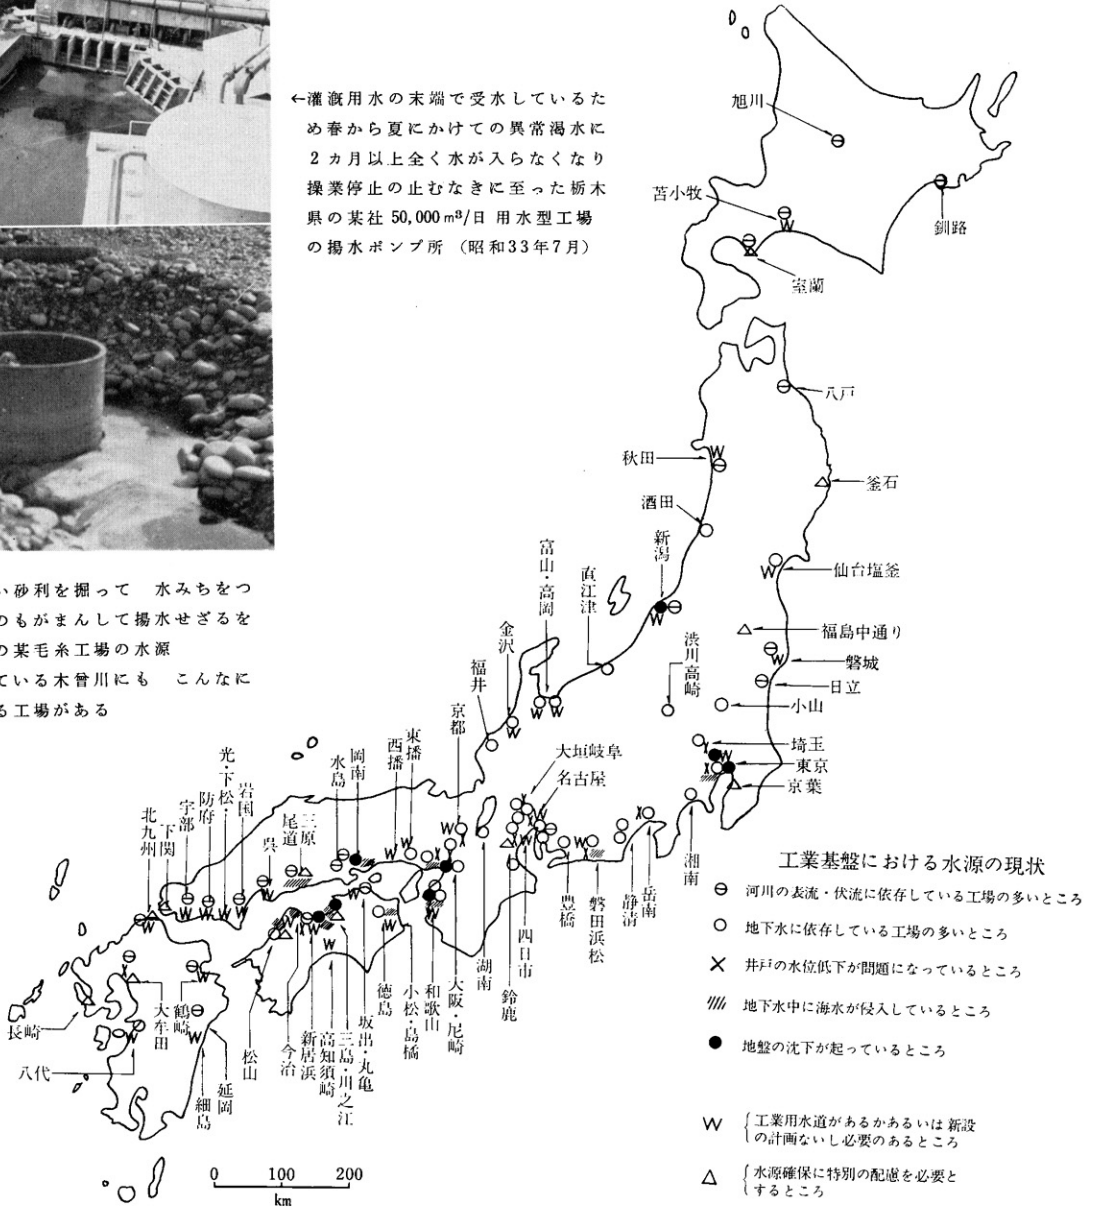 ←灌漑用水の末端で受水しているた
め春から夏にかけての異常渇水に
2カ月以上全く水が入らなくなり
操業停止の止むなきに至った栃木
県の某社 50,000 m³/日 用水型工場
の揚水ポンプ所 (昭和33年7月)
い砂利を掘って 水みちをつ
のもがまんして揚水せざるを
の某毛糸工場の水源
ている木曾川にも こんなに
る工場がある
旭川
苫小牧
釧路
室蘭
八戸
秋田
釜石
酒田
新潟
仙台塩釜
富山・高岡
直江津
福島中通り
金沢
渋川高崎
磐城
福井
日立
小山
京都
埼玉
大垣岐阜
東京
名古屋
京葉
東播
西播
岡南
水島
光・下松・
岩国
防府
宇部
下関
北九州
三原
尾道
呉
湘南
岳南
静清
磐田浜松
豊橋
四日市
鈴鹿
湖南
大阪・尼崎
和歌山
小松・島橋
徳島
坂出・丸亀
三島・川之江
高知須崎
新居浜
今治
松山
延岡
細島
鶴崎
大牟田
長崎
八代
工業基盤における水源の現状
河川の表流・伏流に依存している工場の多いところ
地下水に依存している工場の多いところ
井戸の水位低下が問題になっているところ
地下水中に海水が侵入しているところ
地盤の沈下が起っているところ
W 工業用水道があるかあるいは新設
の計画ないし必要のあるところ
水源確保に特別の配慮を必要と
するところ
0 100 200
km